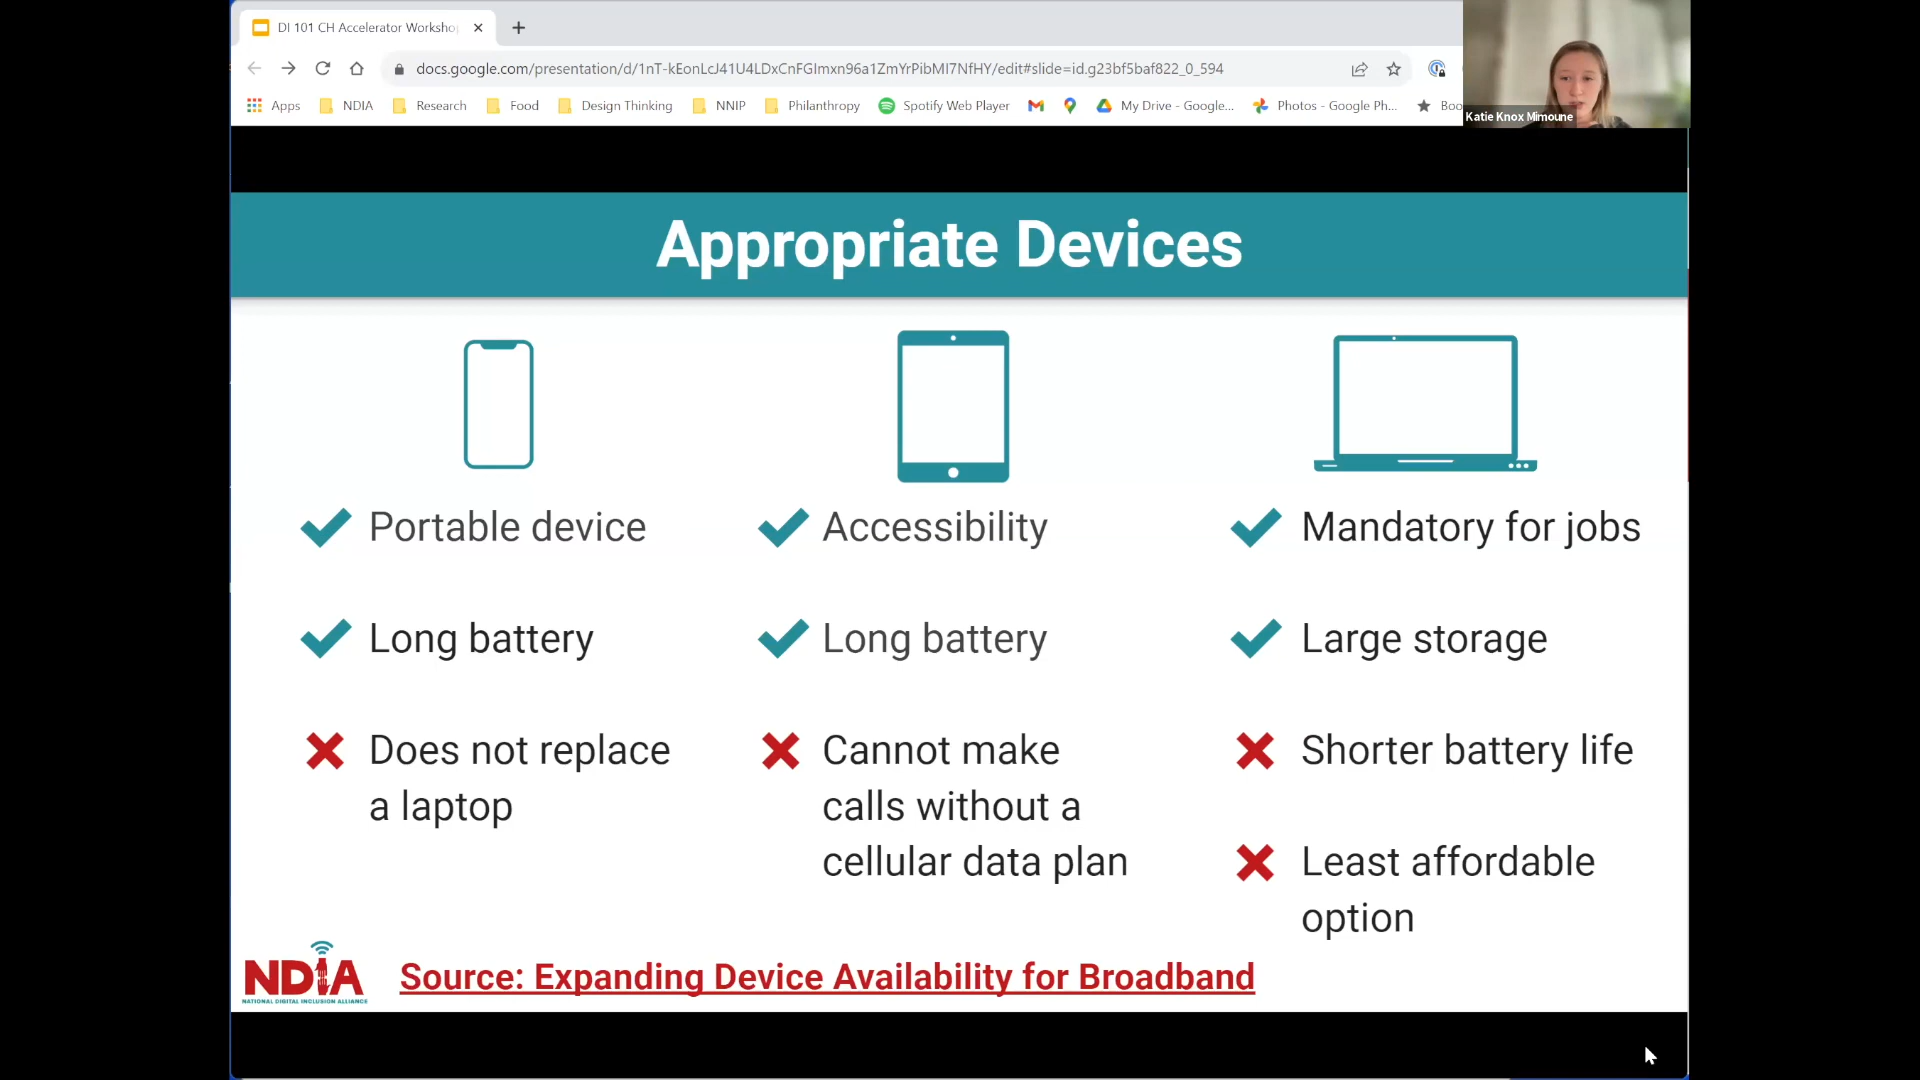 DI 101 CH Accelerator Worksho
docs.google.com/presentation/d/1nT-kEonLcJ41U4LDxCnFGImxn96a1ZmYrPibMI7NfHY/edit#slide=id.g23bf5baf822_0_594
Apps NDIA Research Food Design Thinking NNIP Philanthropy Spotify Web Player My Drive - Google... Photos - Google Ph... Boo
Katie Knox Mimoune
Appropriate Devices
Portable device
Long battery
Does not replace
a laptop
Accessibility
Long battery
Cannot make
calls without a
cellular data plan
Mandatory for jobs
Large storage
Shorter battery life
Least affordable
option
NDIA
NATIONAL DIGITAL INCLUSION ALLIANCE
Source: Expanding Device Availability for Broadband